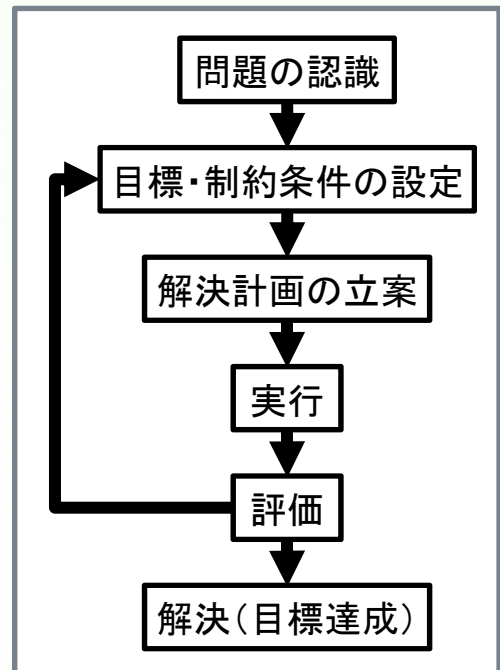 問題の認識
目標・制約条件の設定
解決計画の立案
実行
評価
解決（目標達成）